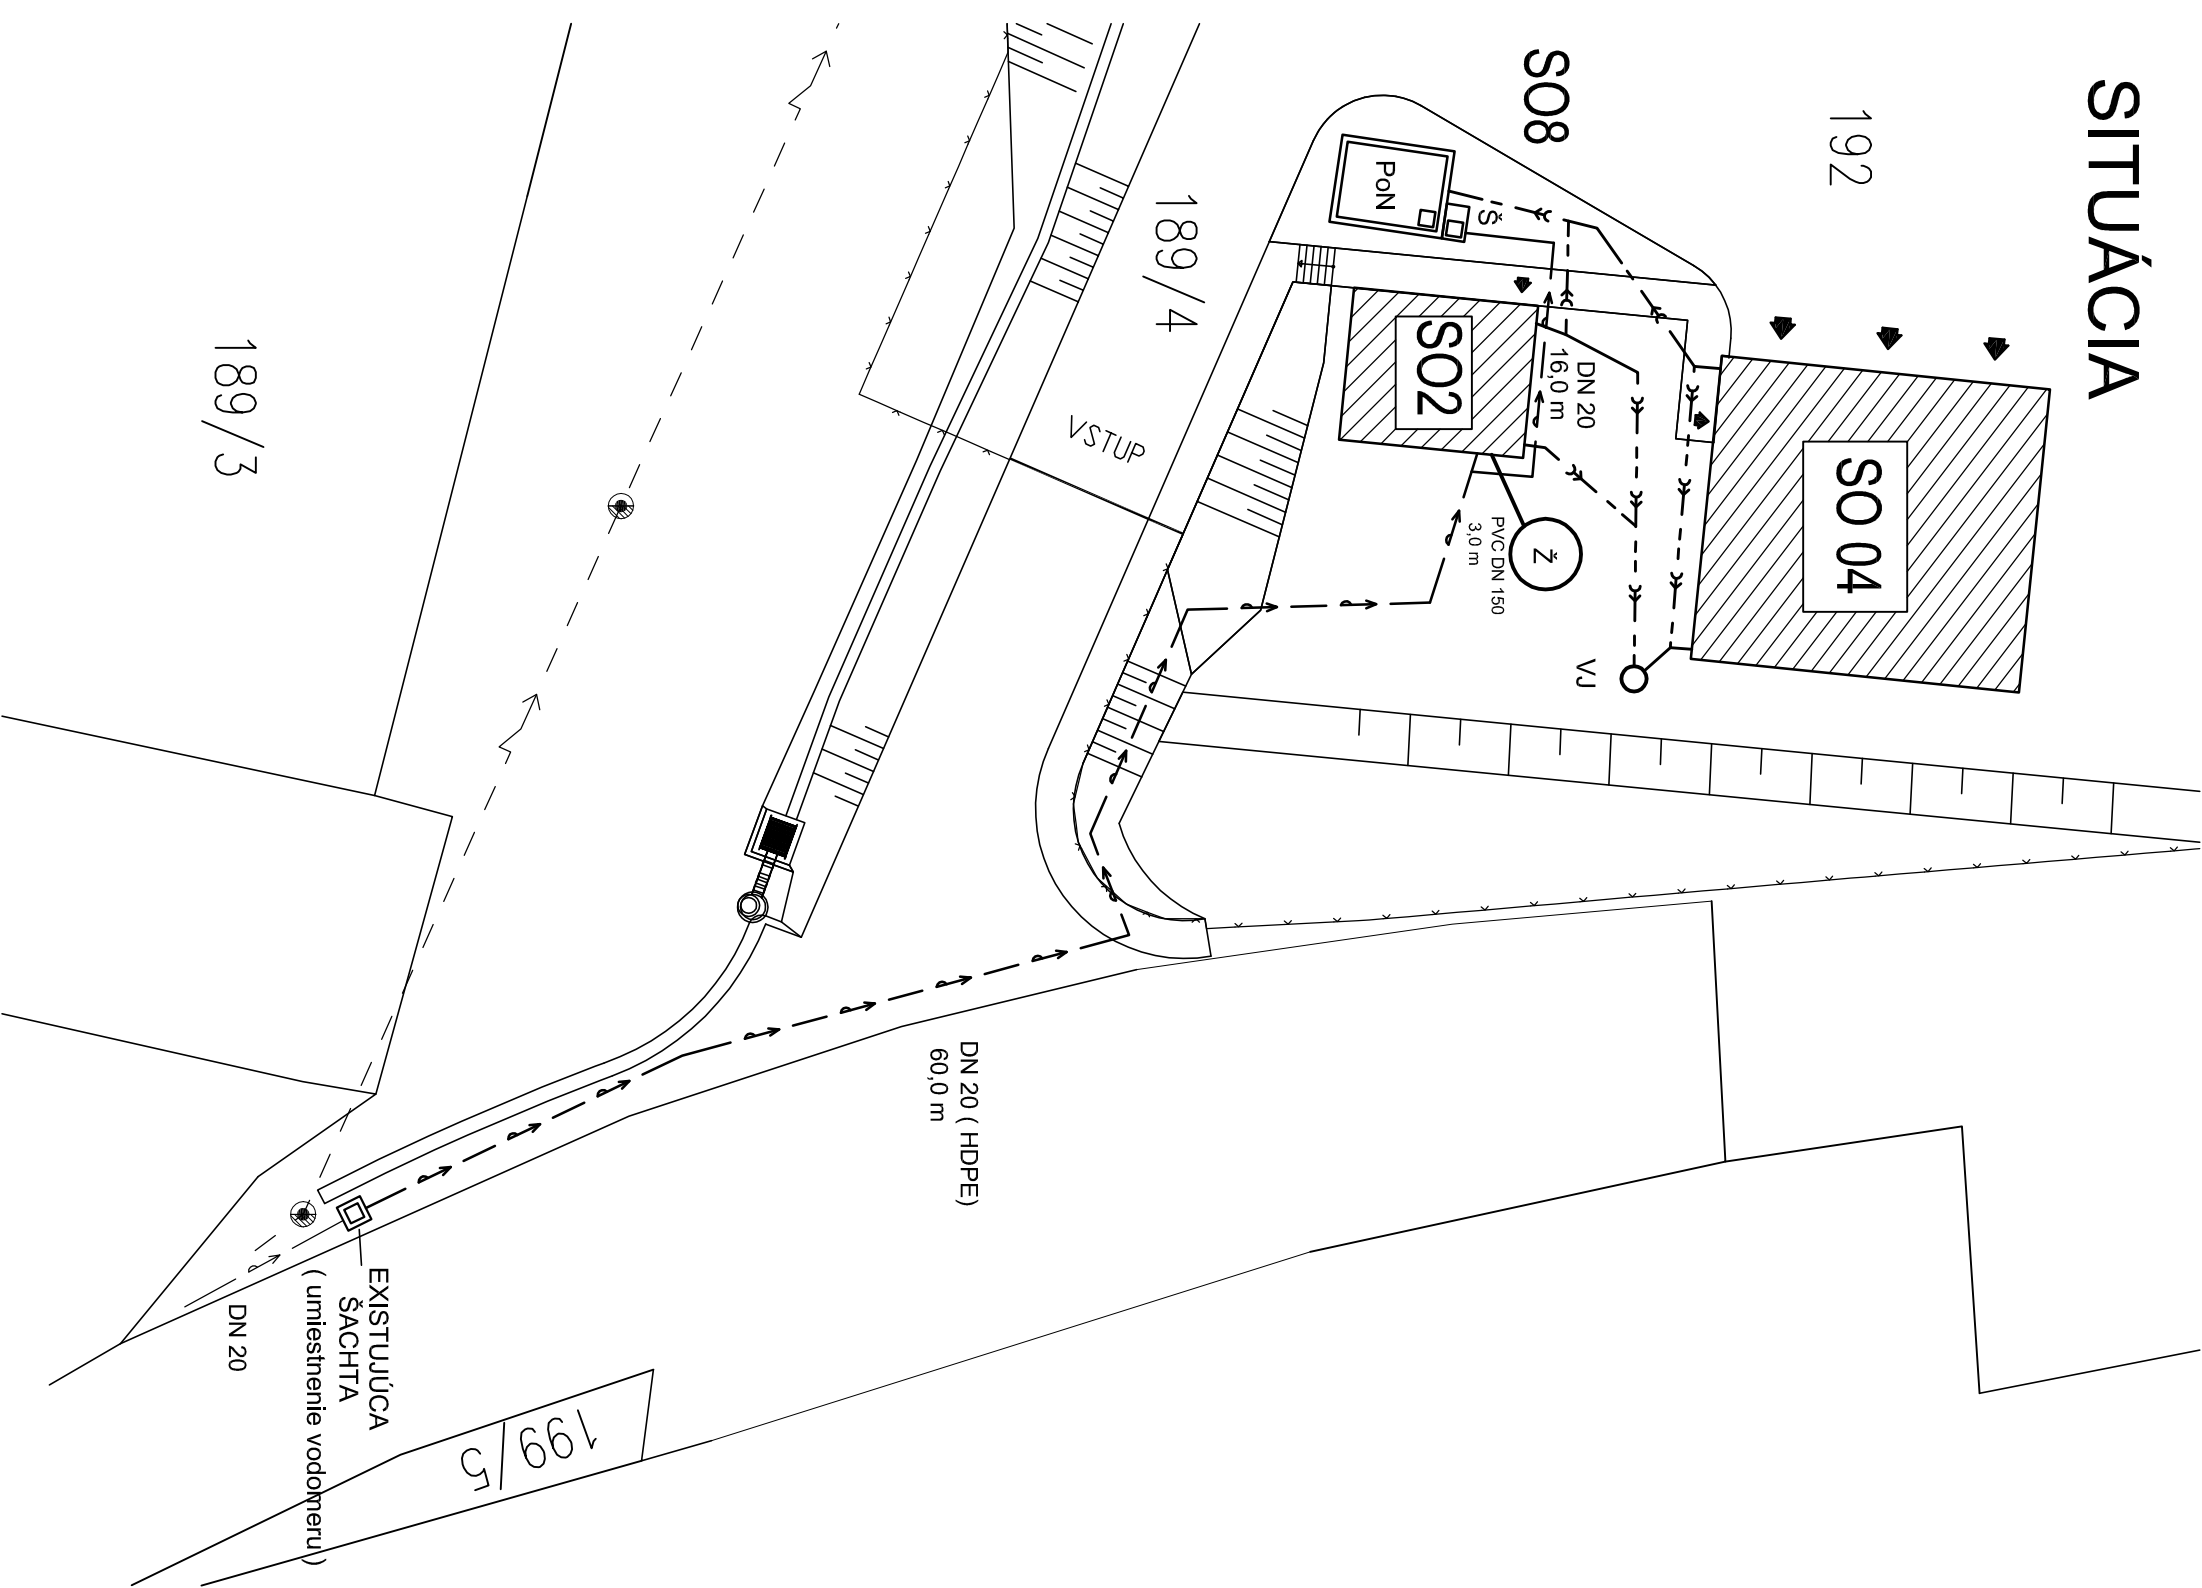 SITUÁCIA
192
SO8
PoN
Š
189/4
SO2
DN 20
16,0 m
SO 04
VSTUP
PVC DN 150
3,0 m
Ž
VJ
189/3
DN 20 ( HDPE)
60,0 m
EXISTUJÚCA
ŠACHTA
( umiestnenie vodomeru )
DN 20
199/5